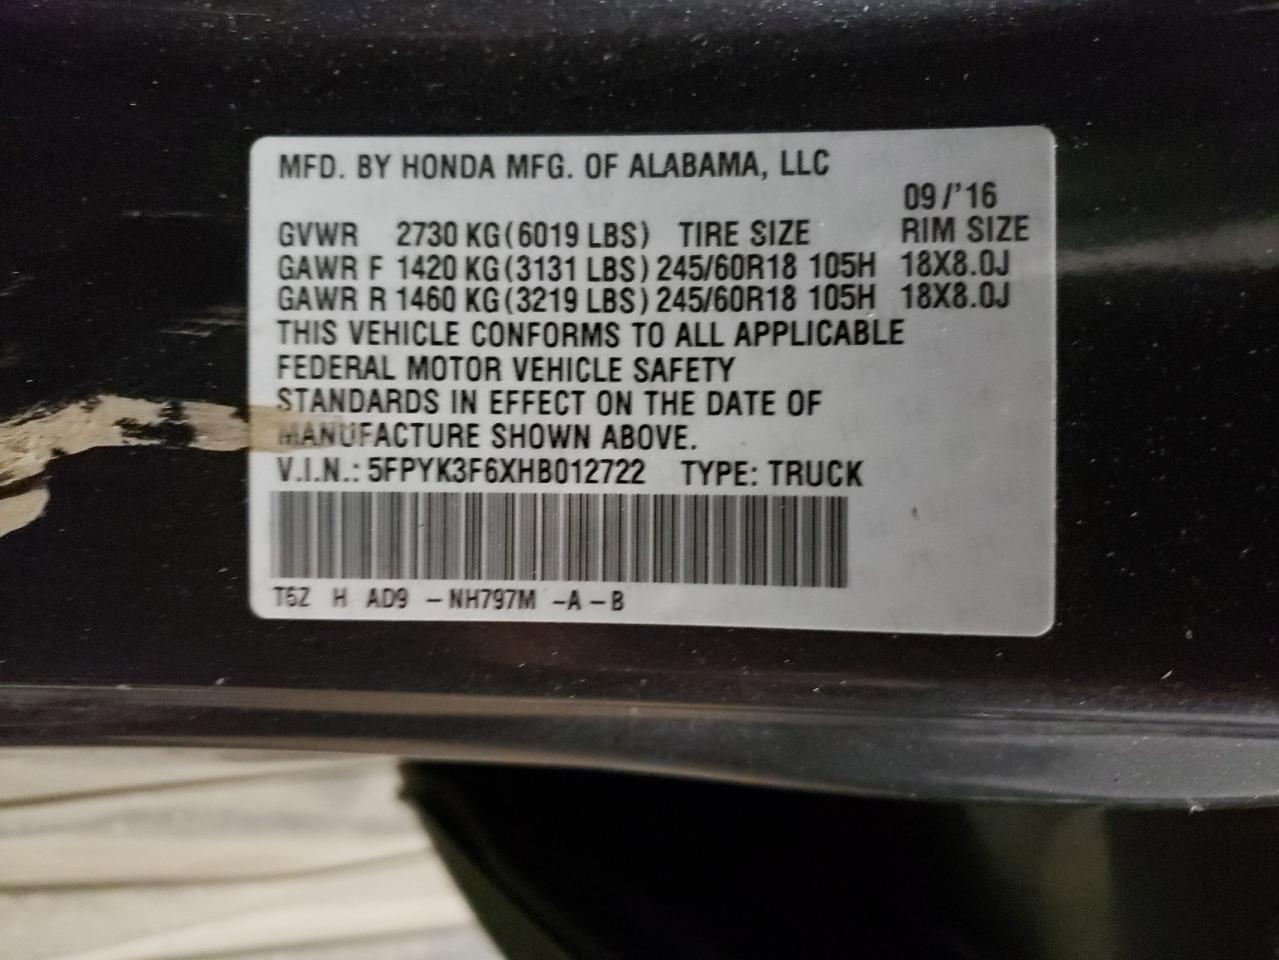 MFD. BY HONDA MFG. OF ALABAMA, LLC
09/'16
GVWR 2730 KG(6019 LBS) TIRE SIZE RIM SIZE
GAWR F 1420 KG(3131 LBS) 245/60R18 105H 18X8.0J
GAWR R 1460 KG(3219 LBS) 245/60R18 105H 18X8.0J
THIS VEHICLE CONFORMS TO ALL APPLICABLE
FEDERAL MOTOR VEHICLE SAFETY
STANDARDS IN EFFECT ON THE DATE OF
MANUFACTURE SHOWN ABOVE.
V.I.N.: 5FPYK3F6XHB012722 TYPE: TRUCK
T6Z H AD9 - NH797M -A - B